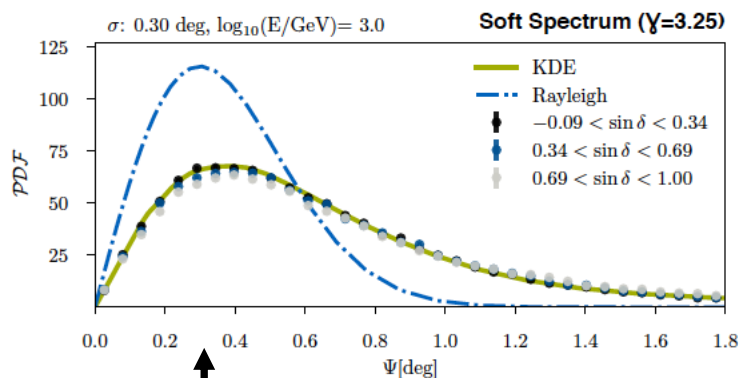 σ: 0.30 deg, log₁₀(E/GeV)= 3.0
Soft Spectrum (Ɣ=3.25)
125
100
75
50
25
𝒫𝒟ℱ
KDE
Rayleigh
−0.09 < sin δ < 0.34
0.34 < sin δ < 0.69
0.69 < sin δ < 1.00
0.0 0.2 0.4 0.6 0.8 1.0 1.2 1.4 1.6 1.8
Ψ[deg]